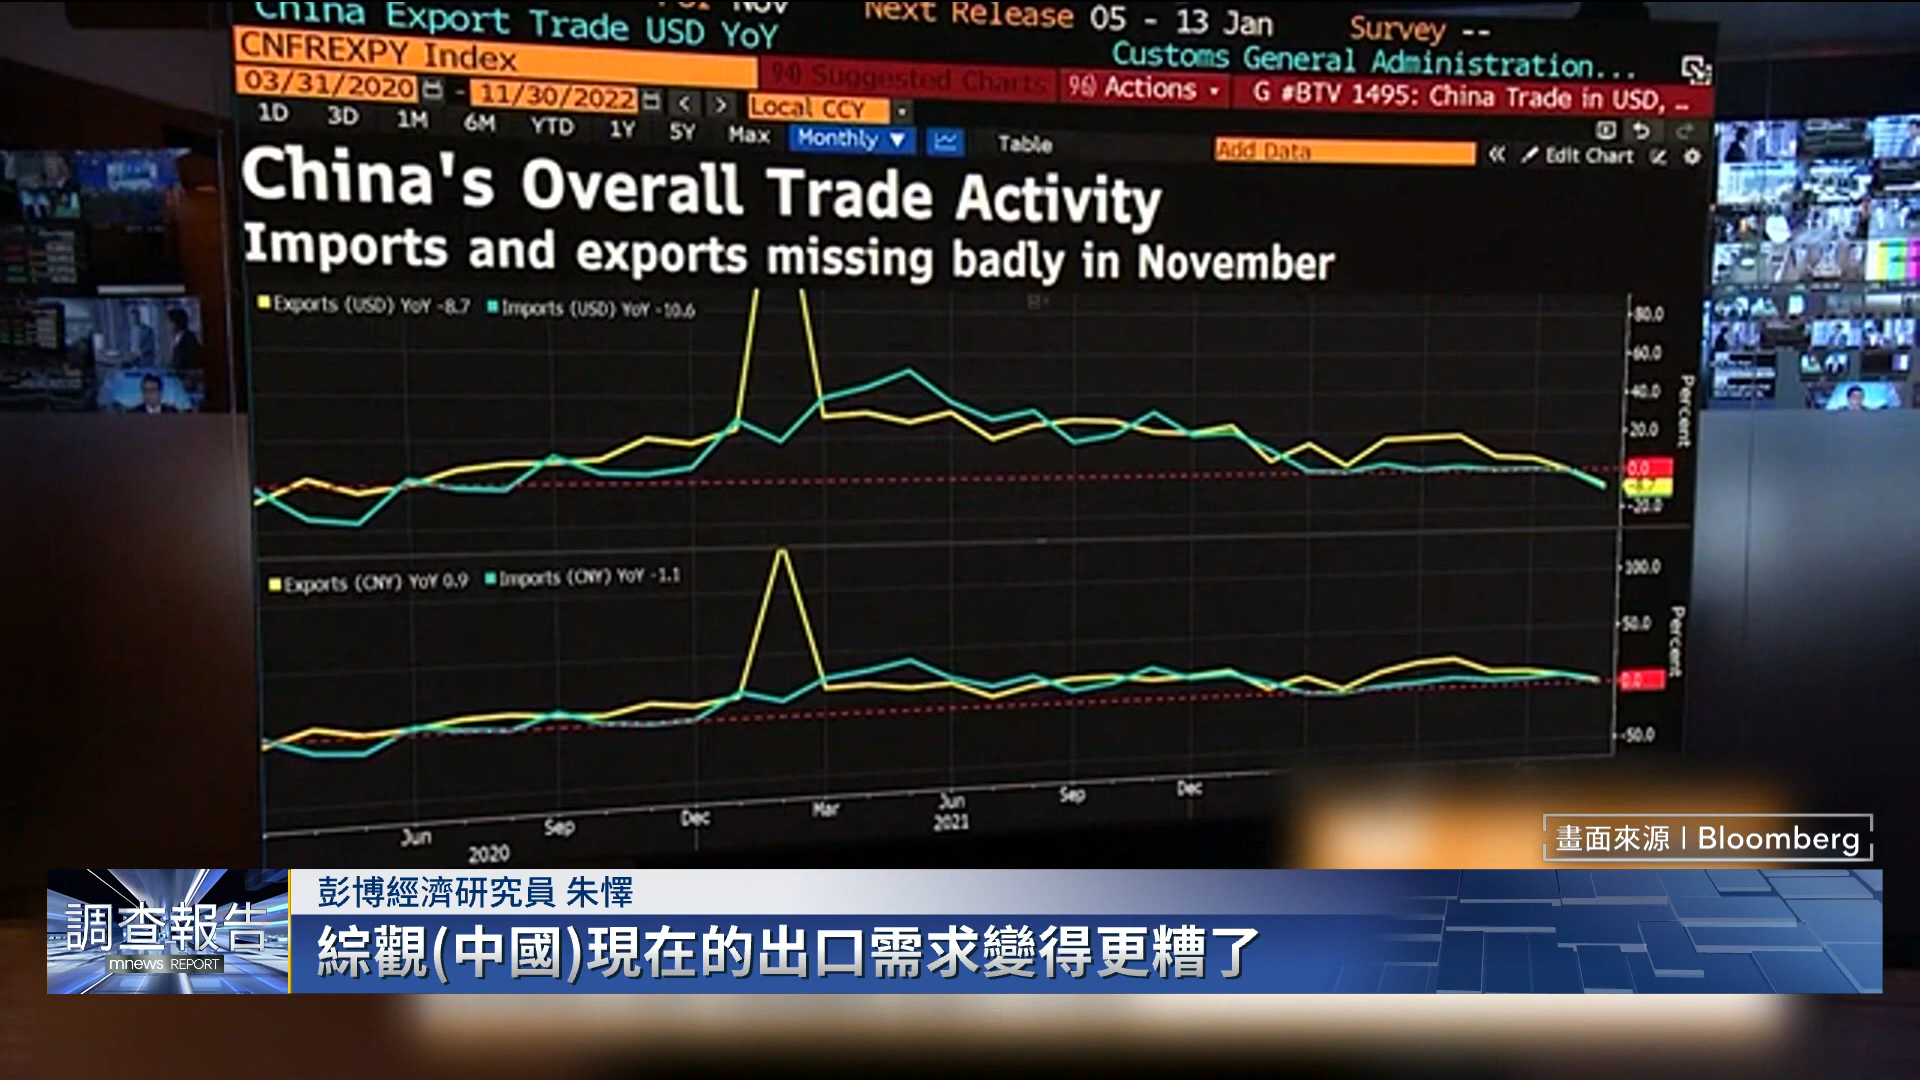 China Export Trade USD YoY
Nov
Next Release 05 - 13 Jan
Survey --
CNFREXPY Index
Customs General Administration...
03/31/2020 - 11/30/2022
Local CCY
94) Suggested Charts
96) Actions
G #BTV 1495: China Trade in USD, …
1D 3D 1M 6M YTD 1Y 5Y Max Monthly ▼
Table
Add Data
« Edit Chart
China's Overall Trade Activity
Imports and exports missing badly in November
Exports (USD) YoY -8.7 Imports (USD) YoY -10.6
80.0
60.0
40.0
20.0
0.0
-8.7
-20.0
Percent
Exports (CNY) YoY 0.9 Imports (CNY) YoY -1.1
100.0
50.0
0.0
-50.0
Percent
Jun Sep Dec Mar Jun Sep Dec
2020 2021
畫面來源 | Bloomberg
調查報告
mnews REPORT
彭博經濟研究員 朱懌
綜觀(中國)現在的出口需求變得更糟了